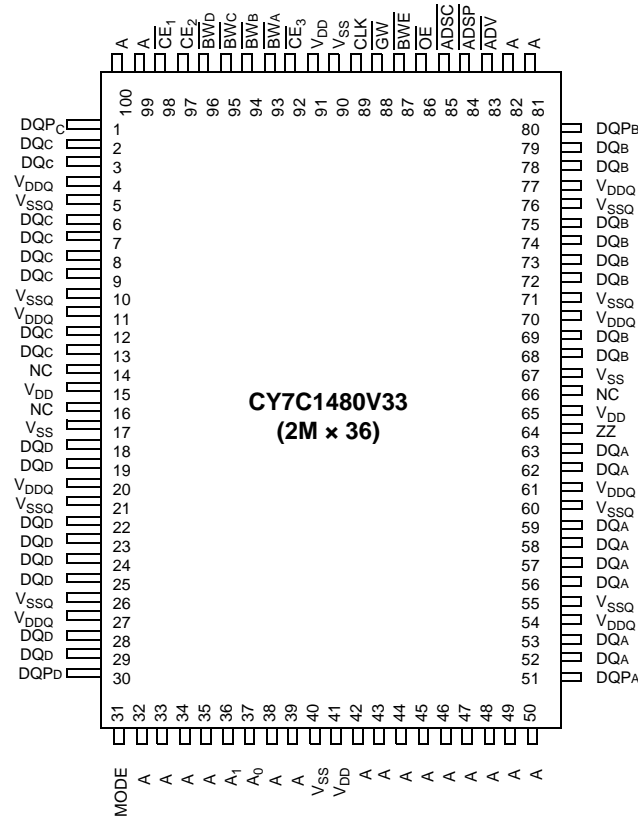 A A CE1 CE2 BWD BWC BWB BWA CE3 VDD VSS CLK GW BWE OE ADSC ADSP ADV A A
100 99 98 97 96 95 94 93 92 91 90 89 88 87 86 85 84 83 82 81
DQPC 1 80 DQPB
DQC 2 79 DQB
DQC 3 78 DQB
VDDQ 4 77 VDDQ
VSSQ 5 76 VSSQ
DQC 6 75 DQB
DQC 7 74 DQB
DQC 8 73 DQB
DQC 9 72 DQB
VSSQ 10 71 VSSQ
VDDQ 11 70 VDDQ
DQC 12 69 DQB
DQC 13 68 DQB
NC 14 67 VSS
VDD 15 66 NC
NC 16 65 VDD
VSS 17 64 ZZ
CY7C1480V33
(2M × 36)
DQD 18 63 DQA
DQD 19 62 DQA
VDDQ 20 61 VDDQ
VSSQ 21 60 VSSQ
DQD 22 59 DQA
DQD 23 58 DQA
DQD 24 57 DQA
DQD 25 56 DQA
VSSQ 26 55 VSSQ
VDDQ 27 54 VDDQ
DQD 28 53 DQA
DQD 29 52 DQA
DQPD 30 51 DQPA
31 32 33 34 35 36 37 38 39 40 41 42 43 44 45 46 47 48 49 50
MODE A A A A A1 A0 A A VSS VDD A A A A A A A A A